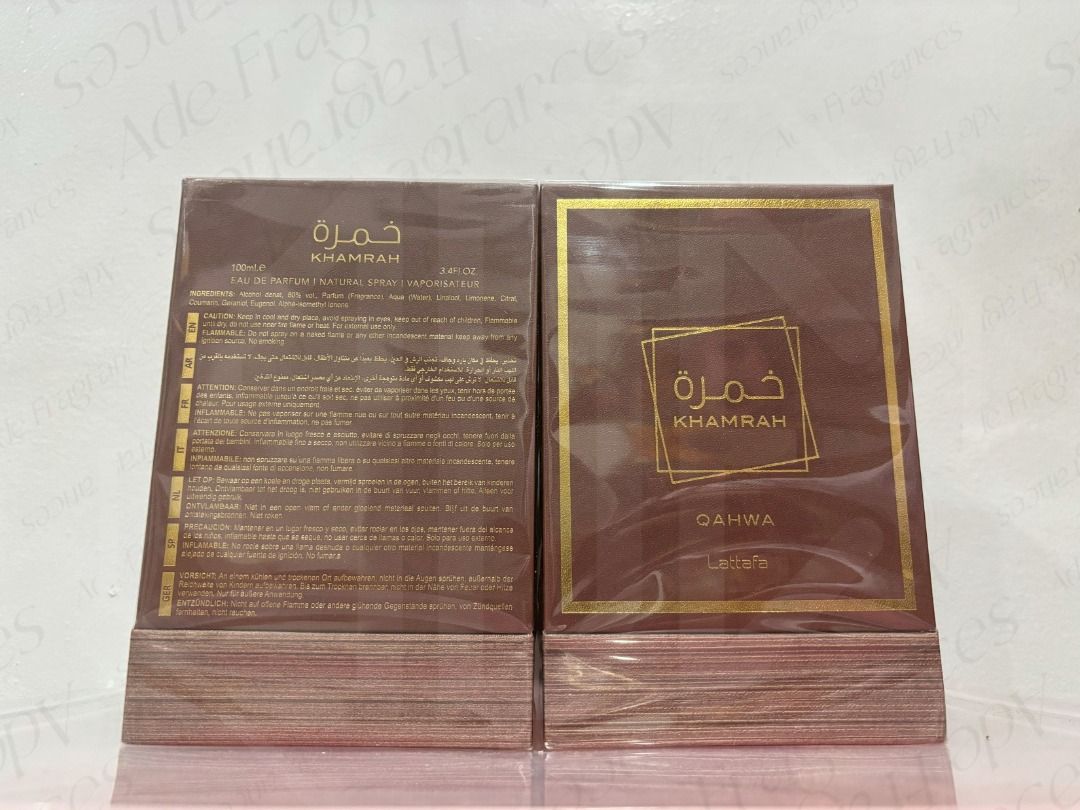 خمرة
KHAMRAH
100ml.e 3.4Fl.OZ.
EAU DE PARFUM | NATURAL SPRAY | VAPORISATEUR
INGREDIENTS: Alcohol denat, 80% vol., Parfum (Fragrance), Aqua (Water), Linalool, Limonene, Citral,
Coumarin, Geraniol, Eugenol, Alpha-Isomethyl Ionone
EN
CAUTION: Keep in cool and dry place, avoid spraying in eyes, keep out of reach of children, Flammable
until dry, do not use near fire flame or heat. For external use only.
FLAMMABLE: Do not spray on a naked flame or any other incandescent material keep away from any
ignition source, No smoking
AR
FR
ATTENTION: Conserver dans un endroit frais et sec, éviter de vaporiser dans les yeux, tenir hors de portée
des enfants, inflammable jusqu'à ce qu'il soit sec, ne pas utiliser à proximité d'un feu ou d'une source de
chaleur. Pour usage externe uniquement.
INFLAMMABLE: Ne pas vaporiser sur une flamme nue ou sur tout autre matériau incandescent, tenir à
l'écart de toute source d'inflammation, ne pas fumer
IT
ATTENZIONE: Conservare in luogo fresco e asciutto, evitare di spruzzare negli occhi, tenere fuori dalla
portata dei bambini. Infiammabile fino a secco, non utilizzare vicino a fiamme o fonti di calore. Solo per uso
esterno.
INFIAMMABILE: non spruzzare su una fiamma libera o su qualsiasi altro materiale incandescente, tenere
lontano da qualsiasi fonte di accensione, non fumare.
NL
LET OP: Bewaar op een koele en droge plaats, vermijd sproeien in de ogen, buiten het bereik van kinderen
houden. Ontvlambaar tot het droog is, niet gebruiken in de buurt van vuur, vlammen of hitte. Alleen voor
uitwendig gebruik.
ONTVLAMBAAR: Niet in een open vlam of ander gloeiend materiaal spuiten. Blijf uit de buurt van
ontstekingsbronnen. Niet roken.
SP
PRECAUCIÓN: Mantener en un lugar fresco y seco, evitar rociar en los ojos, mantener fuera del alcance
de los niños, inflamable hasta que se seque, no usar cerca de llamas o calor. Solo para uso externo.
INFLAMABLE: No rocíe sobre una llama desnuda o cualquier otro material incandescente manténgase
alejado de cualquier fuente de ignición. No fumar.s
GER
VORSICHT: An einem kühlen und trockenen Ort aufbewahren, nicht in die Augen sprühen, außerhalb der
Reichweite von Kindern aufbewahren. Bis zum Trocknen brennbar, nicht in der Nähe von Feuer oder Hitze
verwenden. Nur für äußere Anwendung.
ENTZÜNDLICH: Nicht auf offene Flamme oder andere glühende Gegenstände sprühen, von Zündquellen
fernhalten, nicht rauchen.
خمرة
KHAMRAH
QAHWA
Lattafa
Ade Fragrances